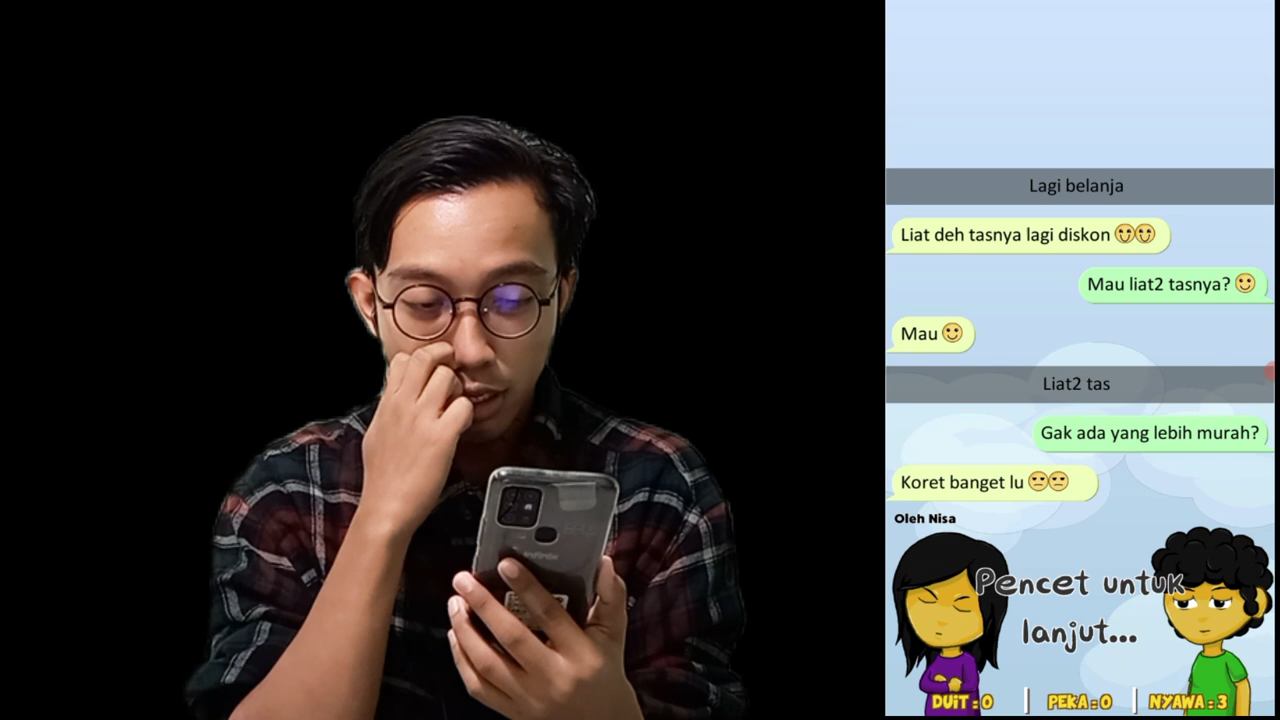 Lagi belanja
Liat deh tasnya lagi diskon
Mau liat2 tasnya?
Mau
Liat2 tas
Gak ada yang lebih murah?
Koret banget lu
Oleh Nisa
Pencet untuk
lanjut...
DUIT : 0 | PEKA : 0 | NYAWA : 3